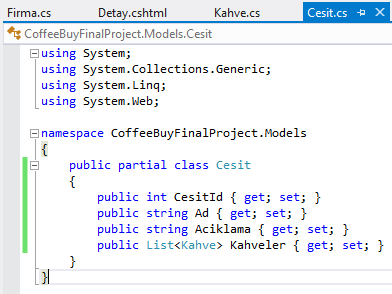 Firma.cs Detay.cshtml Kahve.cs Cesit.cs
CoffeeBuyFinalProject.Models.Cesit
using System;
using System.Collections.Generic;
using System.Linq;
using System.Web;
namespace CoffeeBuyFinalProject.Models
{
public partial class Cesit
{
public int CesitId { get; set; }
public string Ad { get; set; }
public string Aciklama { get; set; }
public List<Kahve> Kahveler { get; set; }
}
}